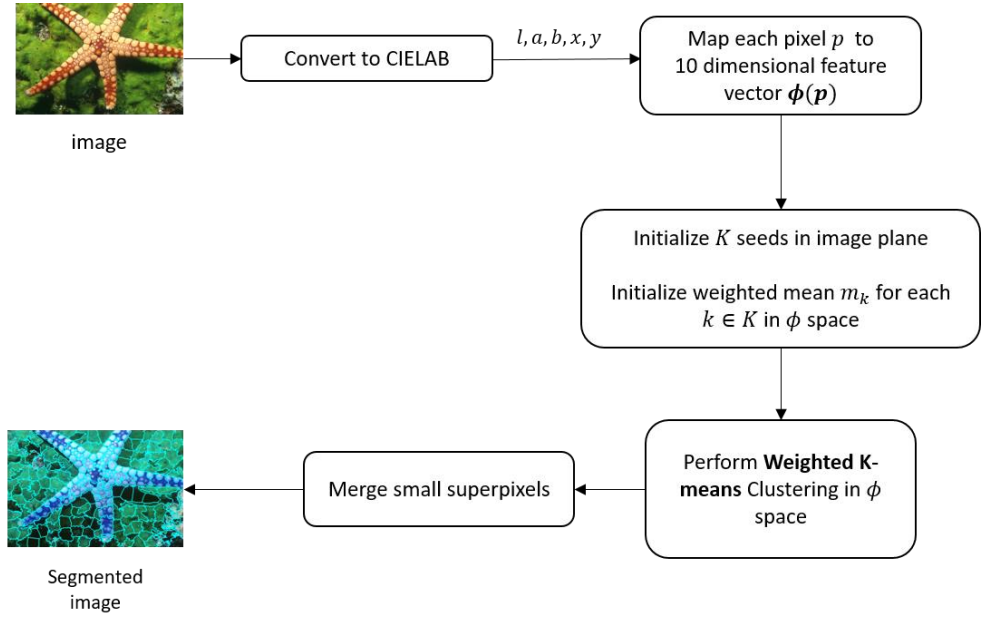 image
Convert to CIELAB
l, a, b, x, y
Map each pixel p to
10 dimensional feature
vector ϕ(p)
Initialize K seeds in image plane
Initialize weighted mean m_k for each
k ∈ K in ϕ space
Perform Weighted K-
means Clustering in ϕ
space
Merge small superpixels
Segmented
image